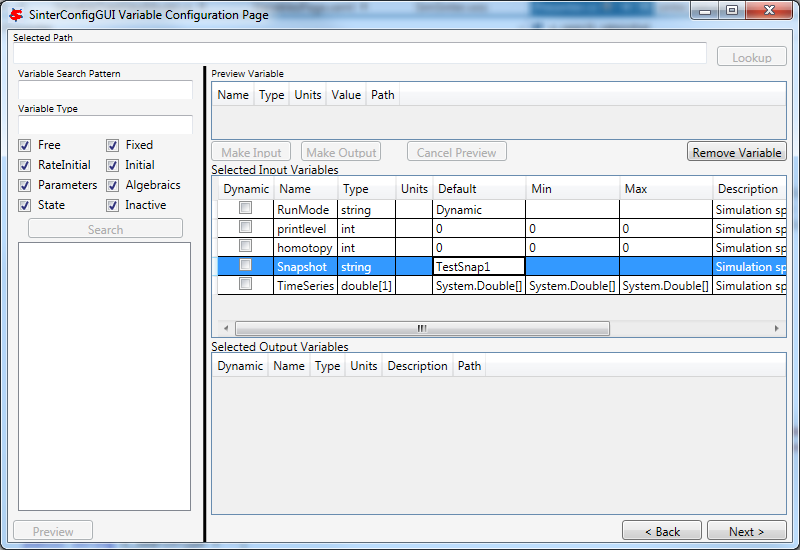 SinterConfigGUI Variable Configuration Page
Selected Path
Lookup
Variable Search Pattern
Variable Type
Free Fixed
RateInitial Initial
Parameters Algebraics
State Inactive
Search
Preview
Preview Variable
Name Type Units Value Path
Make Input Make Output Cancel Preview Remove Variable
Selected Input Variables
Dynamic Name Type Units Default Min Max Description
RunMode string Dynamic Simulation sp
printlevel int 0 0 0 Simulation sp
homotopy int 0 0 0 Simulation sp
Snapshot string TestSnap1 Simulation sp
TimeSeries double[1] System.Double[] System.Double[] System.Double[] Simulation sp
Selected Output Variables
Dynamic Name Type Units Description Path
< Back Next >